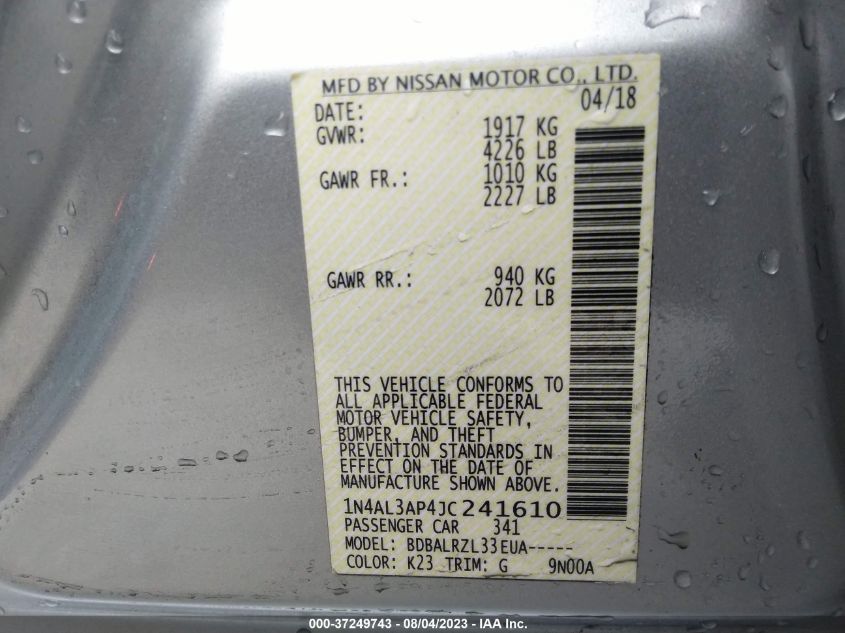 MFD BY NISSAN MOTOR CO., LTD.
DATE: 04/18
GVWR: 1917 KG
4226 LB
GAWR FR.: 1010 KG
2227 LB
GAWR RR.: 940 KG
2072 LB
THIS VEHICLE CONFORMS TO
ALL APPLICABLE FEDERAL
MOTOR VEHICLE SAFETY,
BUMPER, AND THEFT
PREVENTION STANDARDS IN
EFFECT ON THE DATE OF
MANUFACTURE SHOWN ABOVE.
1N4AL3AP4JC241610
PASSENGER CAR 341
MODEL: BDBALRZL33EUA-----
COLOR: K23 TRIM: G 9N00A
000-37249743 - 08/04/2023 - IAA Inc.